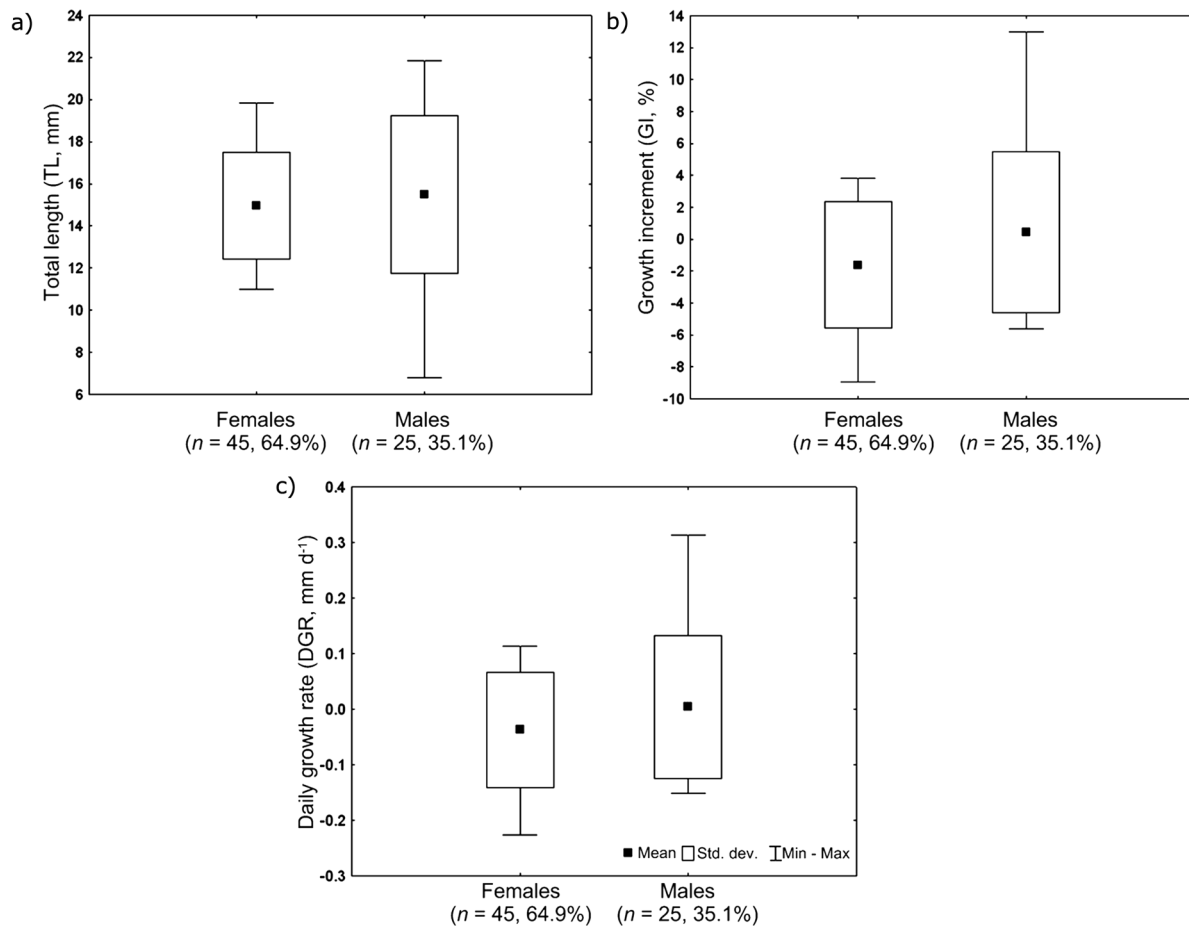 a)
24
22
20
18
16
14
12
10
8
6
Total length (TL, mm)
Females
(n = 45, 64.9%)
Males
(n = 25, 35.1%)
b)
14
12
10
8
6
4
2
0
-2
-4
-6
-8
-10
Growth increment (GI, %)
Females
(n = 45, 64.9%)
Males
(n = 25, 35.1%)
c)
0.4
0.3
0.2
0.1
0.0
-0.1
-0.2
-0.3
Daily growth rate (DGR, mm d⁻¹)
Mean Std. dev. Min - Max
Females
(n = 45, 64.9%)
Males
(n = 25, 35.1%)